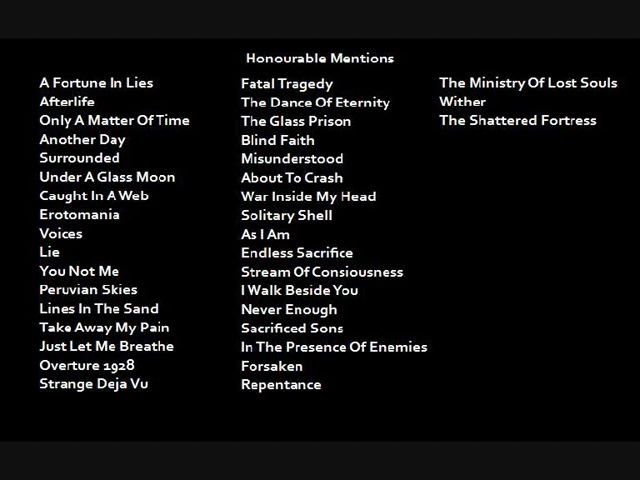 Honourable Mentions
A Fortune In Lies
Afterlife
Only A Matter Of Time
Another Day
Surrounded
Under A Glass Moon
Caught In A Web
Erotomania
Voices
Lie
You Not Me
Peruvian Skies
Lines In The Sand
Take Away My Pain
Just Let Me Breathe
Overture 1928
Strange Deja Vu
Fatal Tragedy
The Dance Of Eternity
The Glass Prison
Blind Faith
Misunderstood
About To Crash
War Inside My Head
Solitary Shell
As I Am
Endless Sacrifice
Stream Of Consiousness
I Walk Beside You
Never Enough
Sacrificed Sons
In The Presence Of Enemies
Forsaken
Repentance
The Ministry Of Lost Souls
Wither
The Shattered Fortress